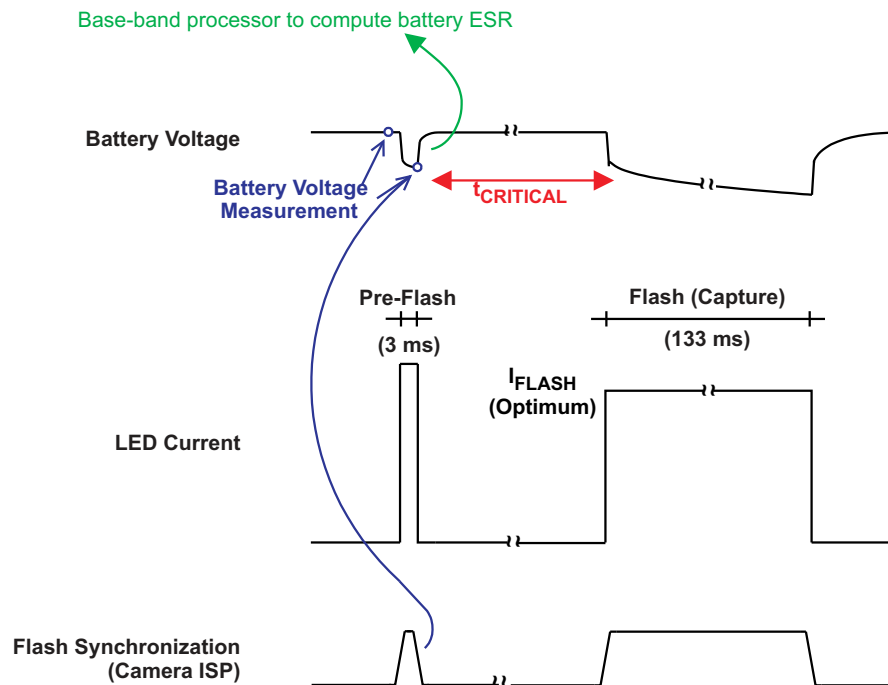 Base-band processor to compute battery ESR
Battery Voltage
Battery Voltage
Measurement
tCRITICAL
Pre-Flash
(3 ms)
Flash (Capture)
(133 ms)
IFLASH
(Optimum)
LED Current
Flash Synchronization
(Camera ISP)